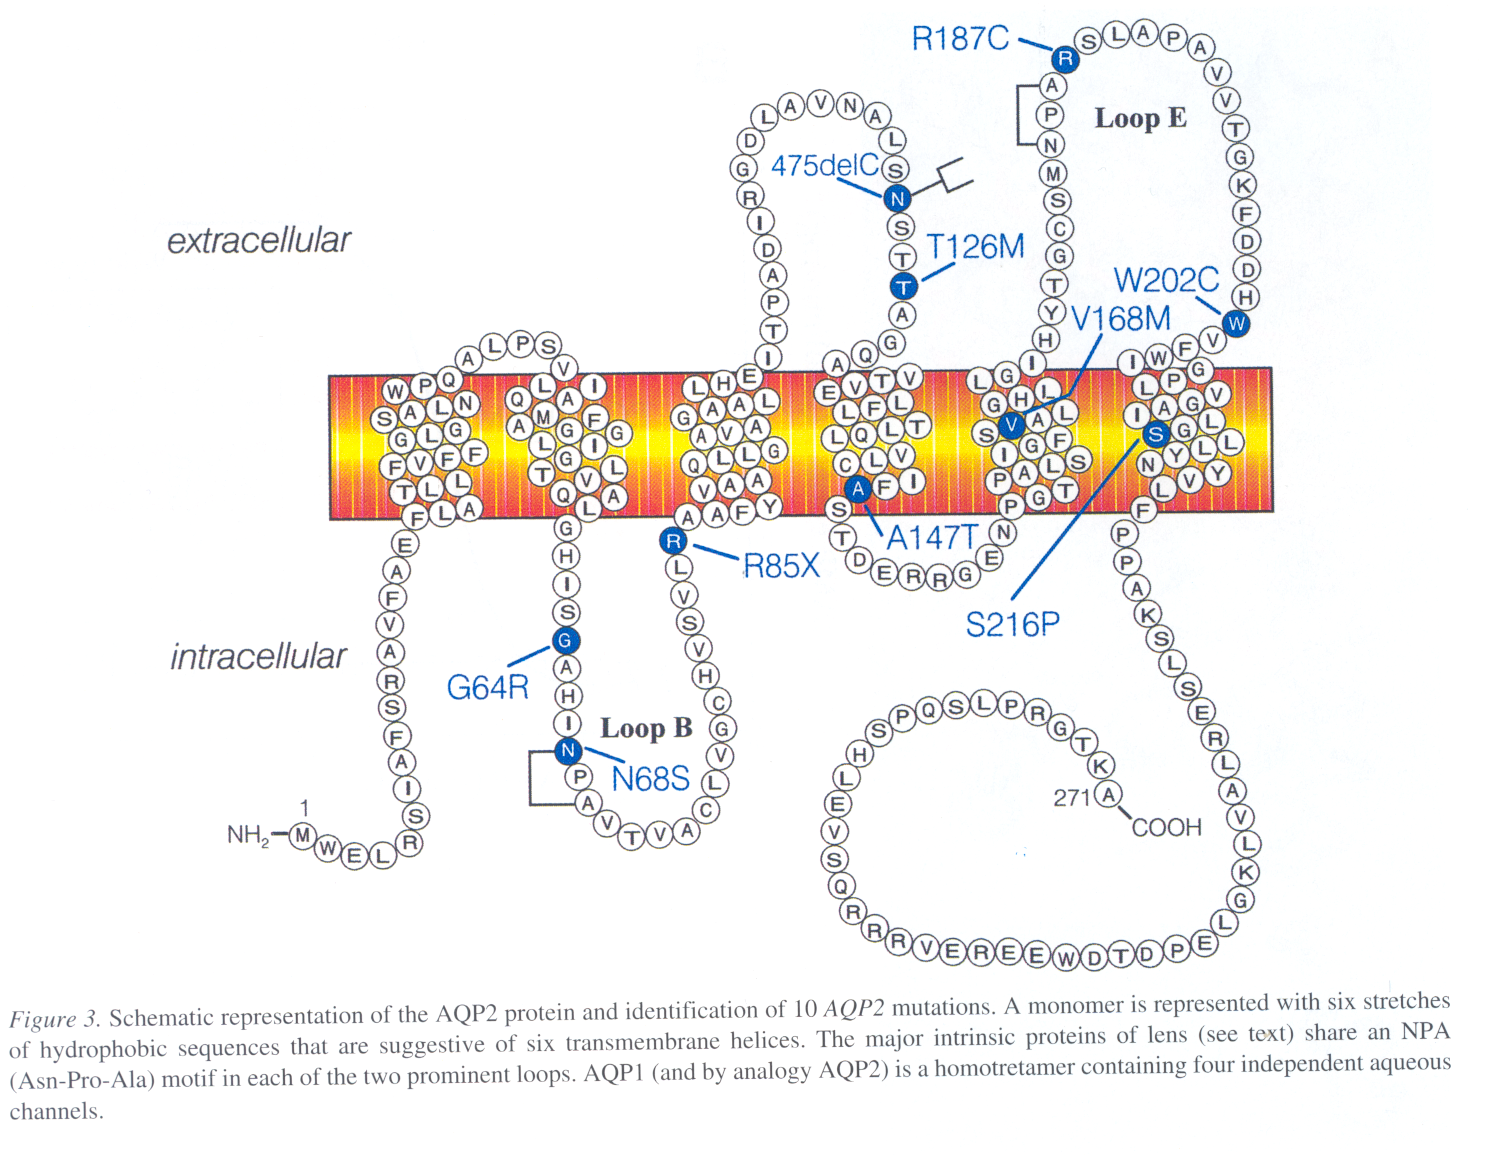 R187C
Loop E
475delC
T126M
extracellular
W202C
V168M
A147T
R85X
S216P
intracellular
G64R
Loop B
N68S
1
NH2
271
COOH
R S L A P A V V T G K F D D H W
A P N M S C G T Y H I
L A V N A L S N S T T A G Q A
D G R I D A P T I
A L P S V
W P Q
S A L N
G L G
F V F F
T L L
F L A
E A F V A R S F A I S R L E W M
Q L A I
A M G F G
L G I
T Q V L
L A
G H I S G A H I N P A V T V A C L V G C H V S V L R
L H E
G A A L
A V A
Q L L G
V A A
A A F Y
E V T V
L F L
L Q L T
C L V
A F I
S T D E R R G E N P
L G I
G H L
S V A L
I G F
P A L S
G T
I W F V
L P G
I A G V
S G L
N Y L L
L V Y
F P P A K S L S E R L A V L K G L E P D T D W E E R E V R R R Q S V E L H S P Q S L P R G T K A
Figure 3. Schematic representation of the AQP2 protein and identification of 10 AQP2 mutations. A monomer is represented with six stretches
of hydrophobic sequences that are suggestive of six transmembrane helices. The major intrinsic proteins of lens (see text) share an NPA
(Asn-Pro-Ala) motif in each of the two prominent loops. AQP1 (and by analogy AQP2) is a homotretamer containing four independent aqueous
channels.